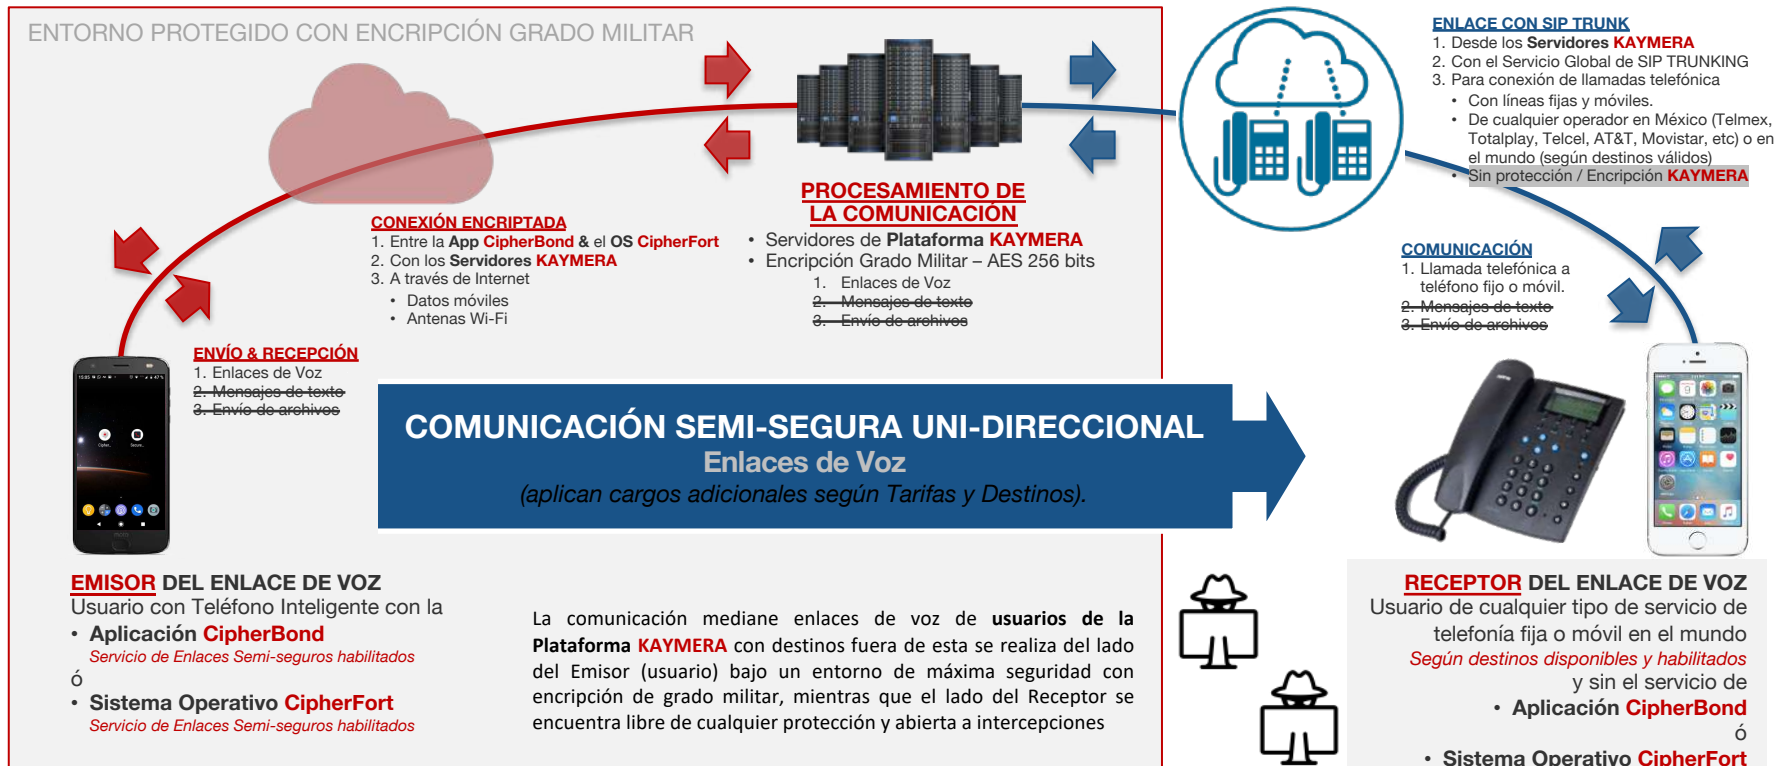 ENTORNO PROTEGIDO CON ENCRIPCIÓN GRADO MILITAR
ENLACE CON SIP TRUNK
1. Desde los Servidores KAYMERA
2. Con el Servicio Global de SIP TRUNKING
3. Para conexión de llamadas telefónica
• Con líneas fijas y móviles.
• De cualquier operador en México (Telmex,
Totalplay, Telcel, AT&T, Movistar, etc) o en
el mundo (según destinos válidos)
• Sin protección / Encripción KAYMERA
PROCESAMIENTO DE
LA COMUNICACIÓN
• Servidores de Plataforma KAYMERA
• Encripción Grado Militar – AES 256 bits
1. Enlaces de Voz
2. Mensajes de texto
3. Envío de archivos
CONEXIÓN ENCRIPTADA
1. Entre la App CipherBond & el OS CipherFort
2. Con los Servidores KAYMERA
3. A través de Internet
• Datos móviles
• Antenas Wi-Fi
COMUNICACIÓN
1. Llamada telefónica a
teléfono fijo o móvil.
2. Mensajes de texto
3. Envío de archivos
ENVÍO & RECEPCIÓN
1. Enlaces de Voz
2. Mensajes de texto
3. Envío de archivos
COMUNICACIÓN SEMI-SEGURA UNI-DIRECCIONAL
Enlaces de Voz
(aplican cargos adicionales según Tarifas y Destinos).
EMISOR DEL ENLACE DE VOZ
Usuario con Teléfono Inteligente con la
• Aplicación CipherBond
Servicio de Enlaces Semi-seguros habilitados
ó
• Sistema Operativo CipherFort
Servicio de Enlaces Semi-seguros habilitados
La comunicación mediane enlaces de voz de usuarios de la
Plataforma KAYMERA con destinos fuera de esta se realiza del lado
del Emisor (usuario) bajo un entorno de máxima seguridad con
encripción de grado militar, mientras que el lado del Receptor se
encuentra libre de cualquier protección y abierta a intercepciones
RECEPTOR DEL ENLACE DE VOZ
Usuario de cualquier tipo de servicio de
telefonía fija o móvil en el mundo
Según destinos disponibles y habilitados
y sin el servicio de
• Aplicación CipherBond
ó
• Sistema Operativo CipherFort